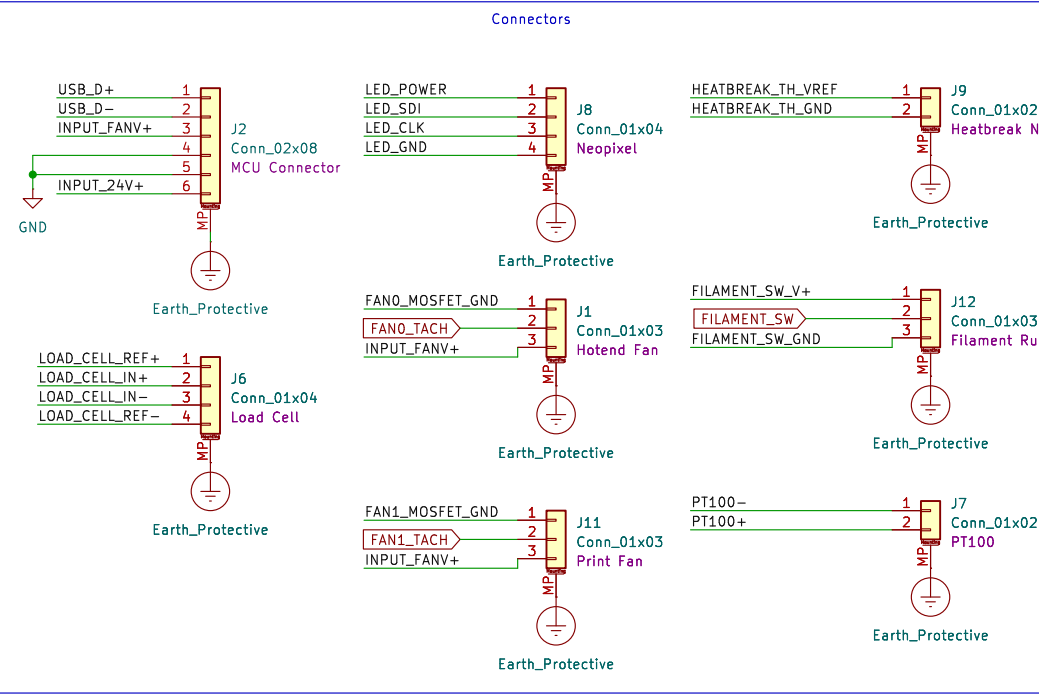 Connectors
USB_D+ 1
USB_D- 2
INPUT_FANV+ 3
4
5
INPUT_24V+ 6
J2
Conn_02x08
MCU Connector
MP
GND
Earth_Protective
LOAD_CELL_REF+ 1
LOAD_CELL_IN+ 2
LOAD_CELL_IN- 3
LOAD_CELL_REF- 4
J6
Conn_01x04
Load Cell
MP
Earth_Protective
LED_POWER 1
LED_SDI 2
LED_CLK 3
LED_GND 4
J8
Conn_01x04
Neopixel
MP
Earth_Protective
FAN0_MOSFET_GND 1
FAN0_TACH 2
INPUT_FANV+ 3
J1
Conn_01x03
Hotend Fan
MP
Earth_Protective
FAN1_MOSFET_GND 1
FAN1_TACH 2
INPUT_FANV+ 3
J11
Conn_01x03
Print Fan
MP
Earth_Protective
HEATBREAK_TH_VREF 1
HEATBREAK_TH_GND 2
J9
Conn_01x02
Heatbreak N
MP
Earth_Protective
FILAMENT_SW_V+ 1
FILAMENT_SW 2
FILAMENT_SW_GND 3
J12
Conn_01x03
Filament Ru
MP
Earth_Protective
PT100- 1
PT100+ 2
J7
Conn_01x02
PT100
MP
Earth_Protective